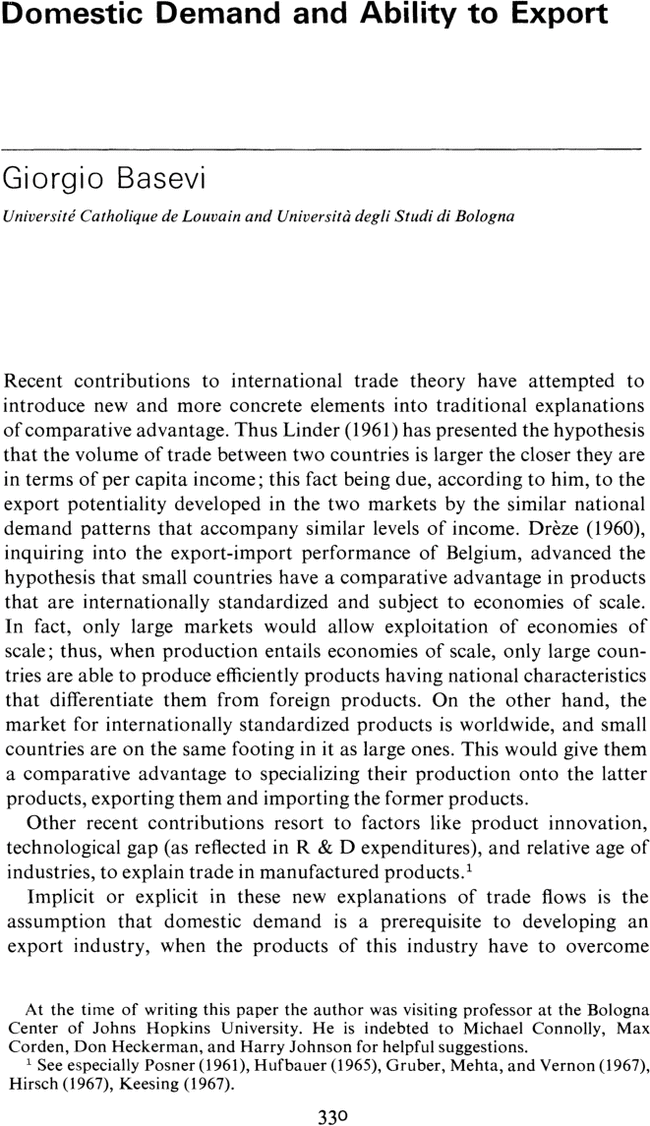 Domestic Demand and Ability to Export
Giorgio Basevi
Université Catholique de Louvain and Università degli Studi di Bologna
Recent contributions to international trade theory have attempted to
introduce new and more concrete elements into traditional explanations
of comparative advantage. Thus Linder (1961) has presented the hypothesis
that the volume of trade between two countries is larger the closer they are
in terms of per capita income; this fact being due, according to him, to the
export potentiality developed in the two markets by the similar national
demand patterns that accompany similar levels of income. Drèze (1960),
inquiring into the export-import performance of Belgium, advanced the
hypothesis that small countries have a comparative advantage in products
that are internationally standardized and subject to economies of scale.
In fact, only large markets would allow exploitation of economies of
scale; thus, when production entails economies of scale, only large coun-
tries are able to produce efficiently products having national characteristics
that differentiate them from foreign products. On the other hand, the
market for internationally standardized products is worldwide, and small
countries are on the same footing in it as large ones. This would give them
a comparative advantage to specializing their production onto the latter
products, exporting them and importing the former products.
Other recent contributions resort to factors like product innovation,
technological gap (as reflected in R & D expenditures), and relative age of
industries, to explain trade in manufactured products.¹
Implicit or explicit in these new explanations of trade flows is the
assumption that domestic demand is a prerequisite to developing an
export industry, when the products of this industry have to overcome
At the time of writing this paper the author was visiting professor at the Bologna
Center of Johns Hopkins University. He is indebted to Michael Connolly, Max
Corden, Don Heckerman, and Harry Johnson for helpful suggestions.
¹ See especially Posner (1961), Hufbauer (1965), Gruber, Mehta, and Vernon (1967),
Hirsch (1967), Keesing (1967).
330